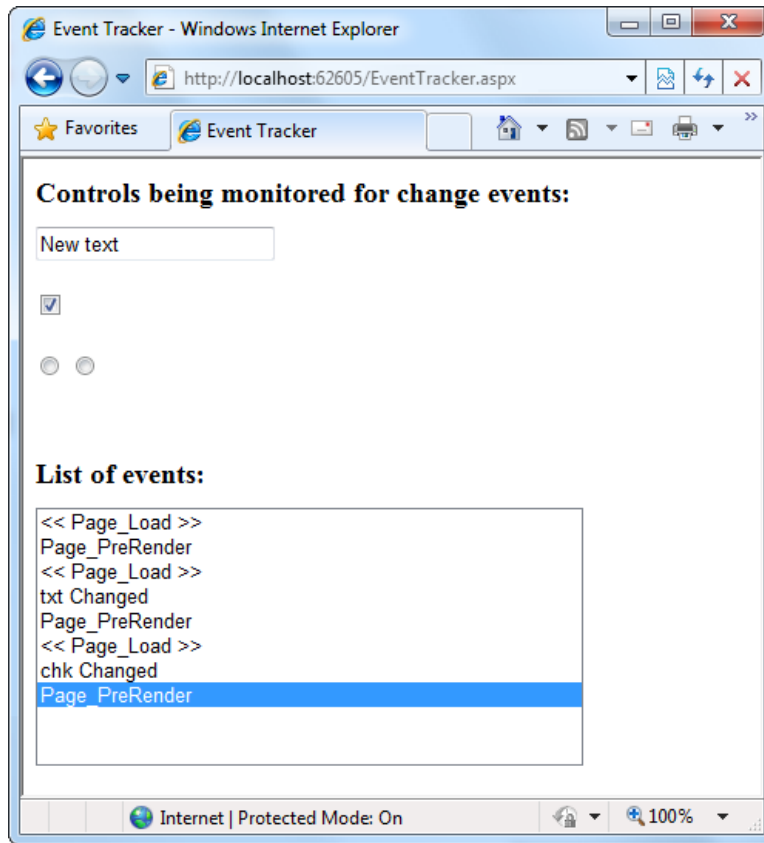 Event Tracker - Windows Internet Explorer
http://localhost:62605/EventTracker.aspx
Favorites
Event Tracker
Controls being monitored for change events:
New text
List of events:
<< Page_Load >>
Page_PreRender
<< Page_Load >>
txt Changed
Page_PreRender
<< Page_Load >>
chk Changed
Page_PreRender
Internet | Protected Mode: On
100%